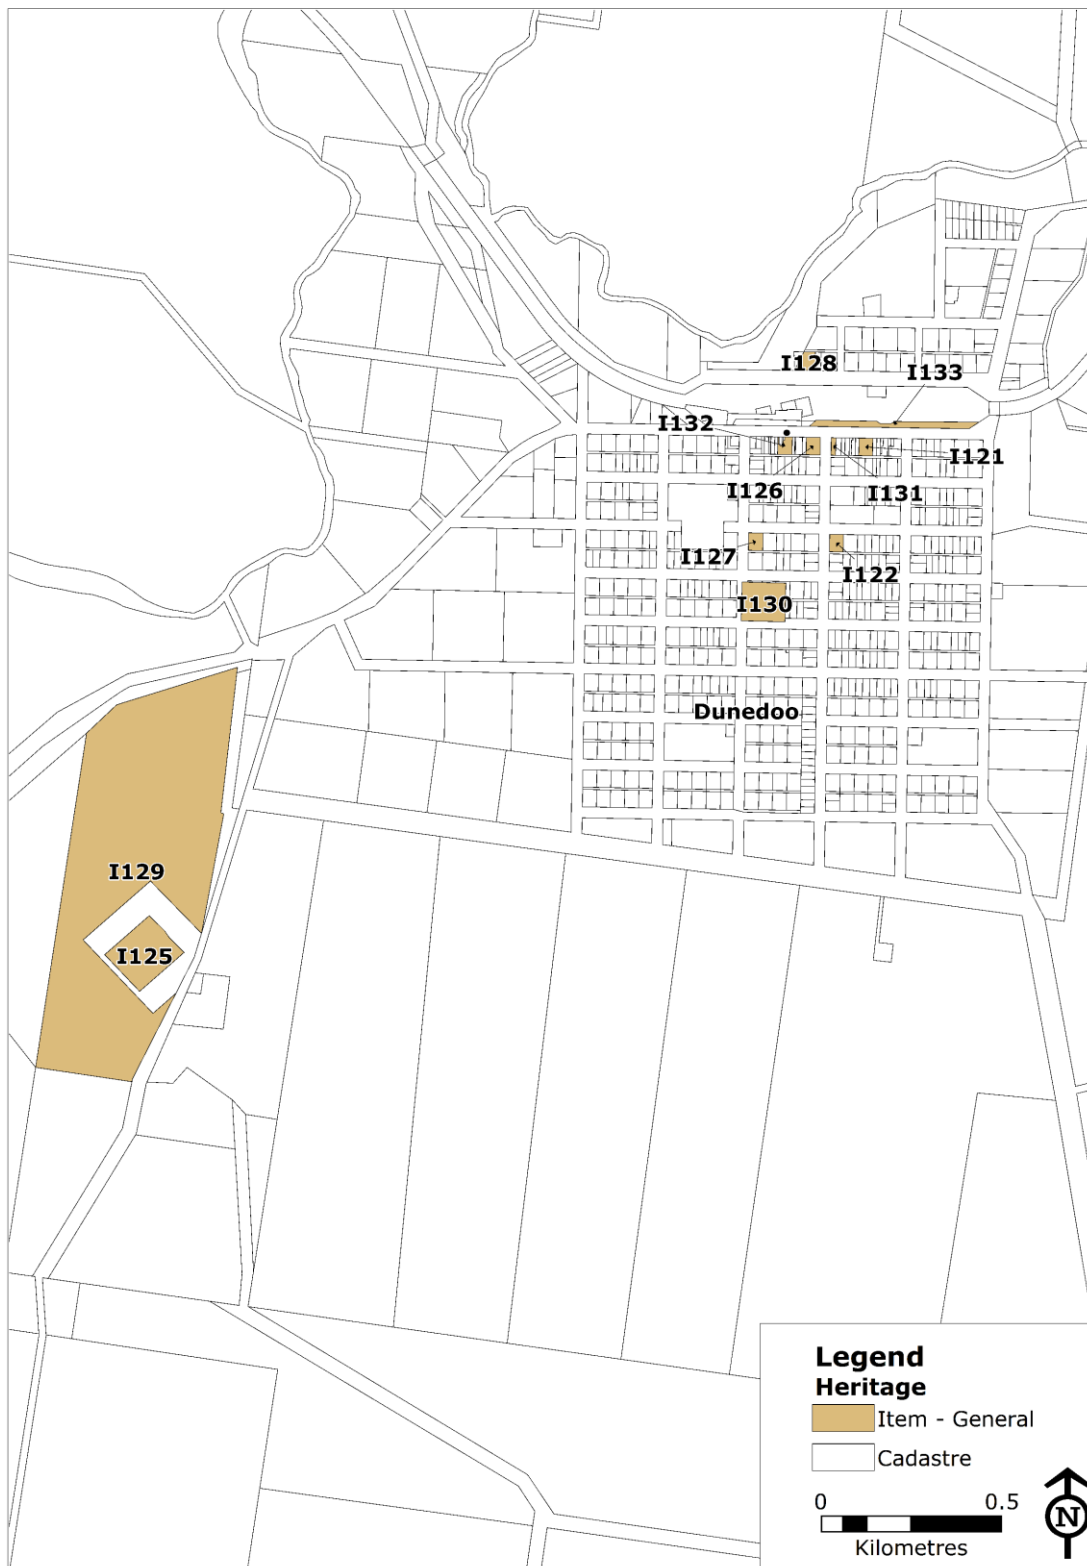 I128
I133
I132
I121
I126
I131
I127
I122
I130
Dunedoo
I129
I125
Legend
Heritage
Item - General
Cadastre
0 0.5
Kilometres
N